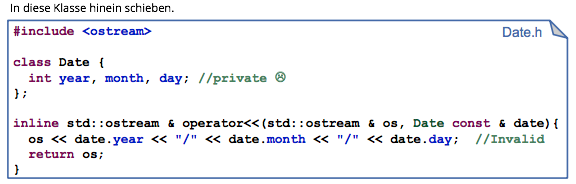 In diese Klasse hinein schieben.
Date.h
#include <ostream>
class Date {
  int year, month, day; //private ☹
};
inline std::ostream & operator<<(std::ostream & os, Date const & date){
  os << date.year << "/" << date.month << "/" << date.day;  //Invalid
  return os;
}